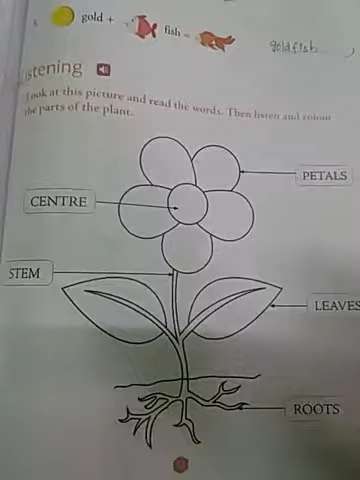 5. gold + fish = goldfish
istening
Look at this picture and read the words. Then listen and colour
the parts of the plant.
PETALS
CENTRE
STEM
LEAVES
ROOTS